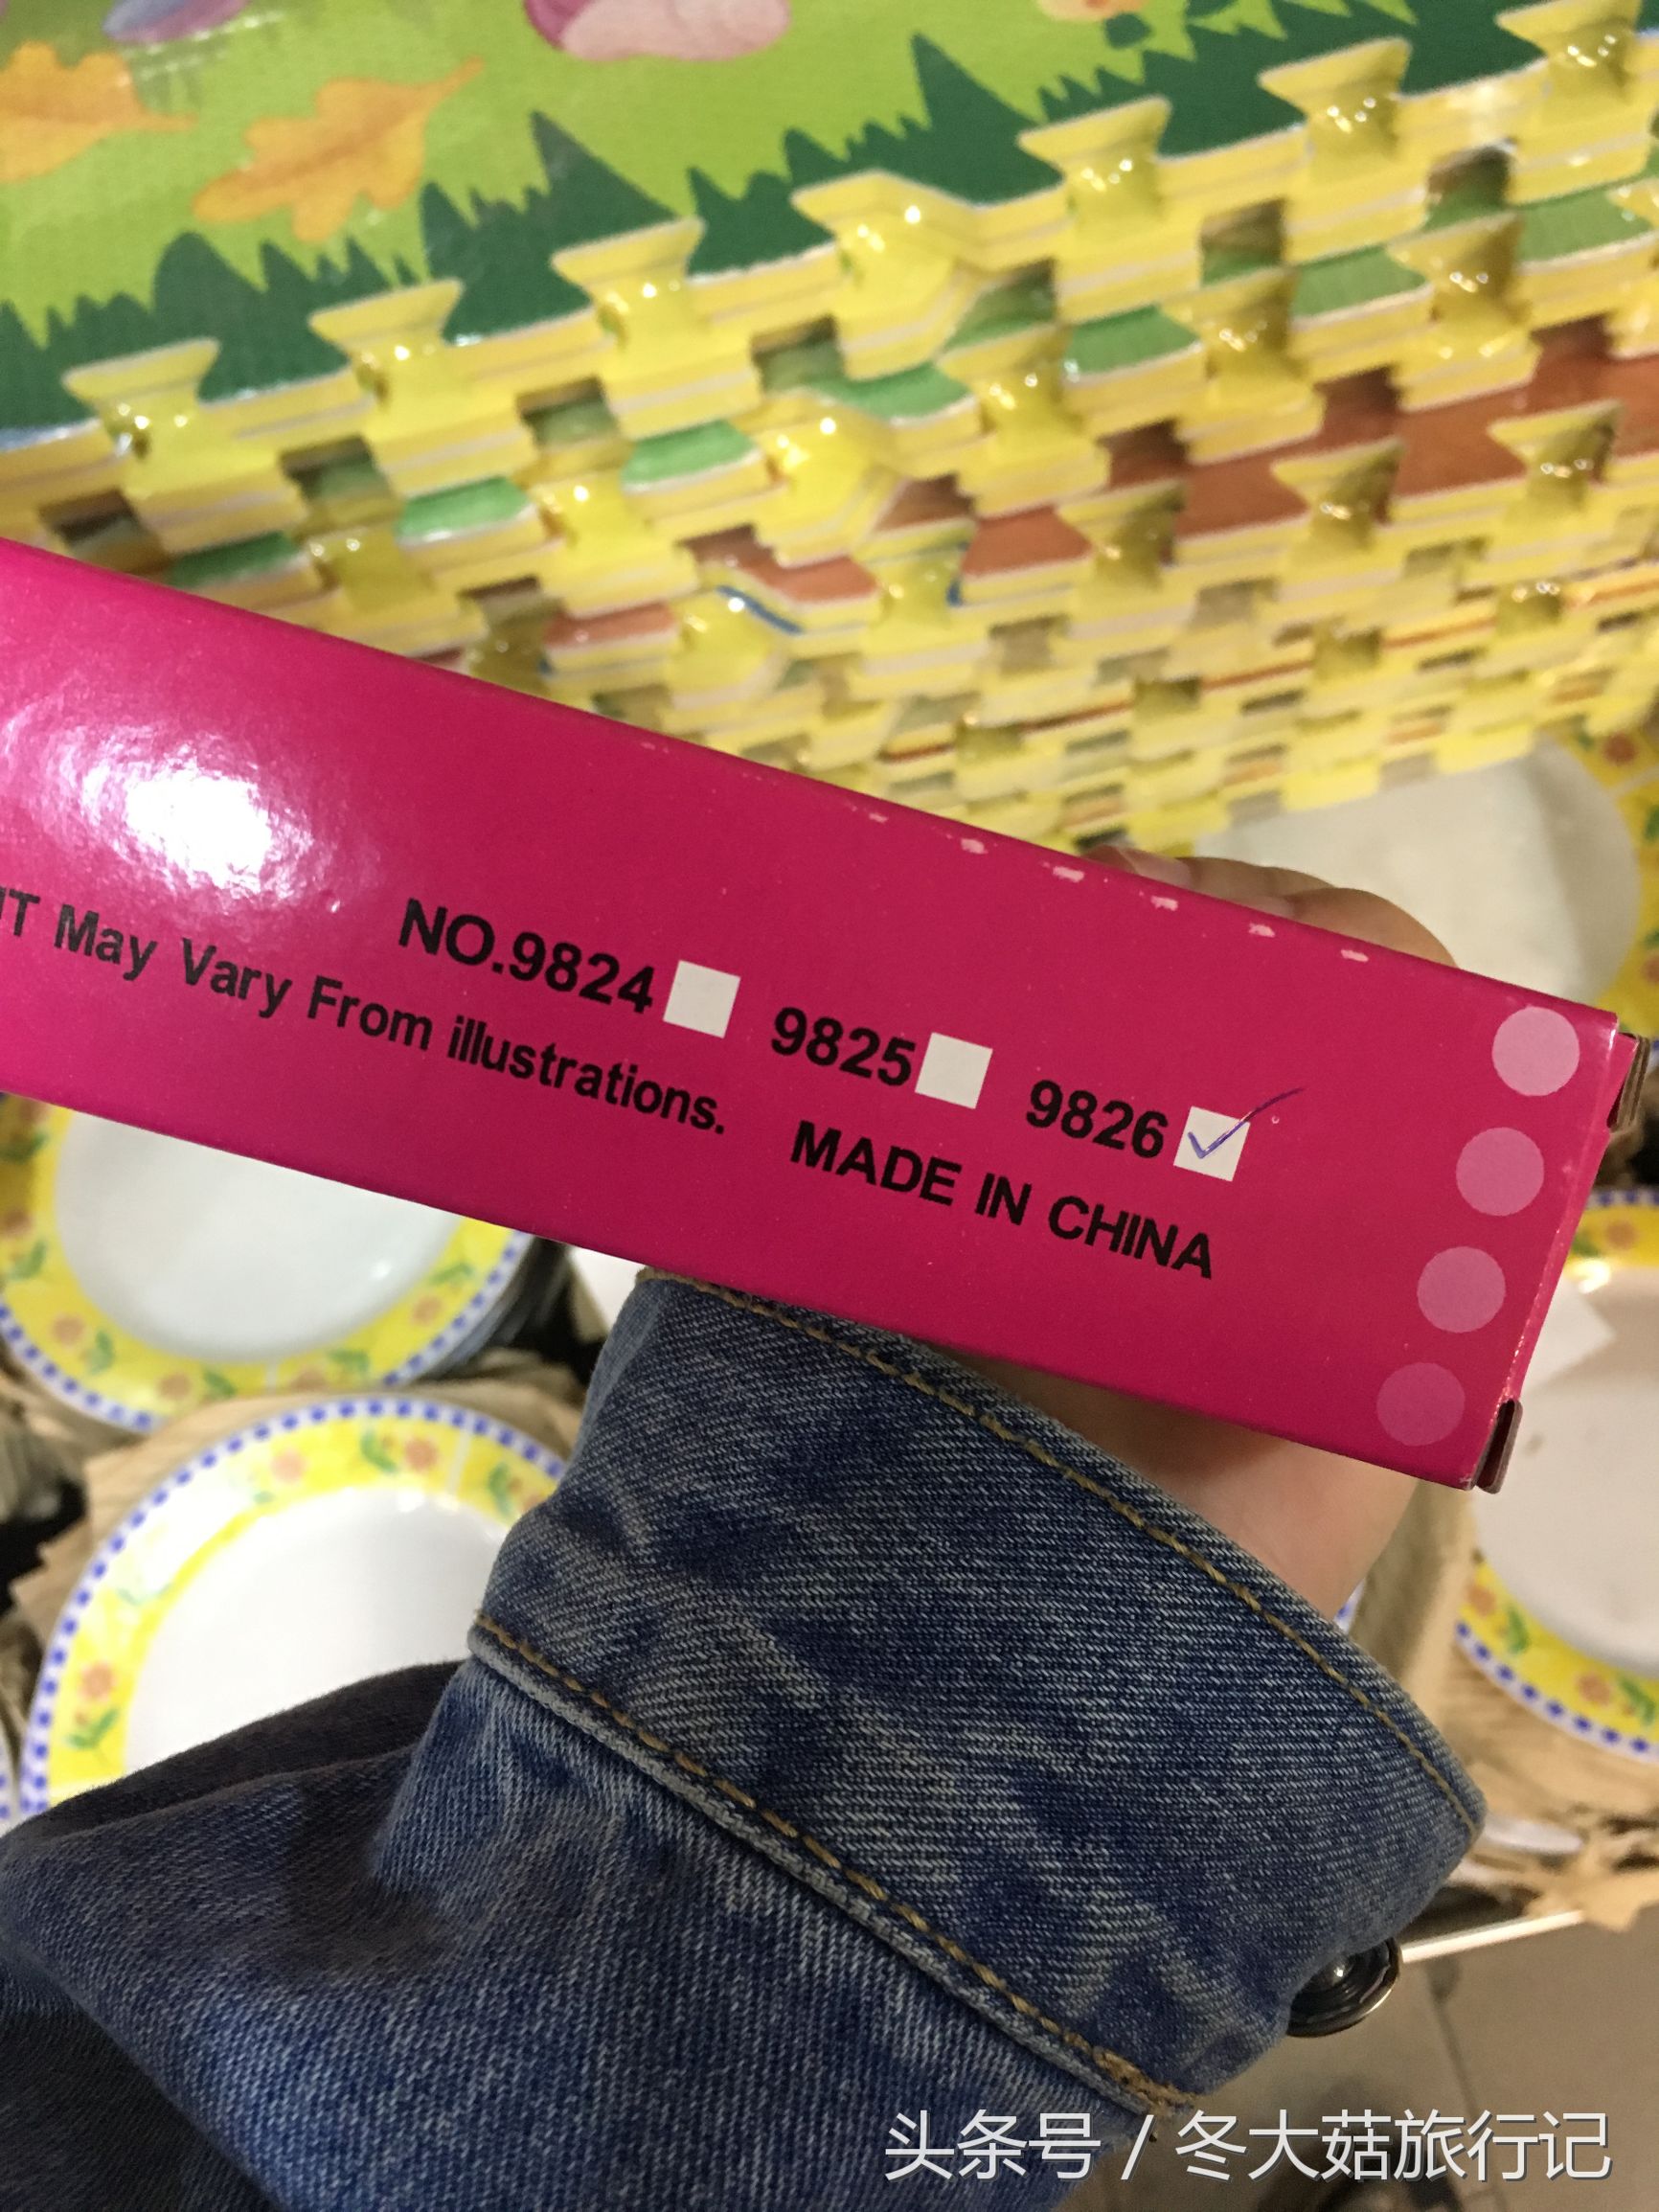 NO.9824 9825 9826
May Vary From illustrations. MADE IN CHINA
头条号 / 冬大菇旅行记